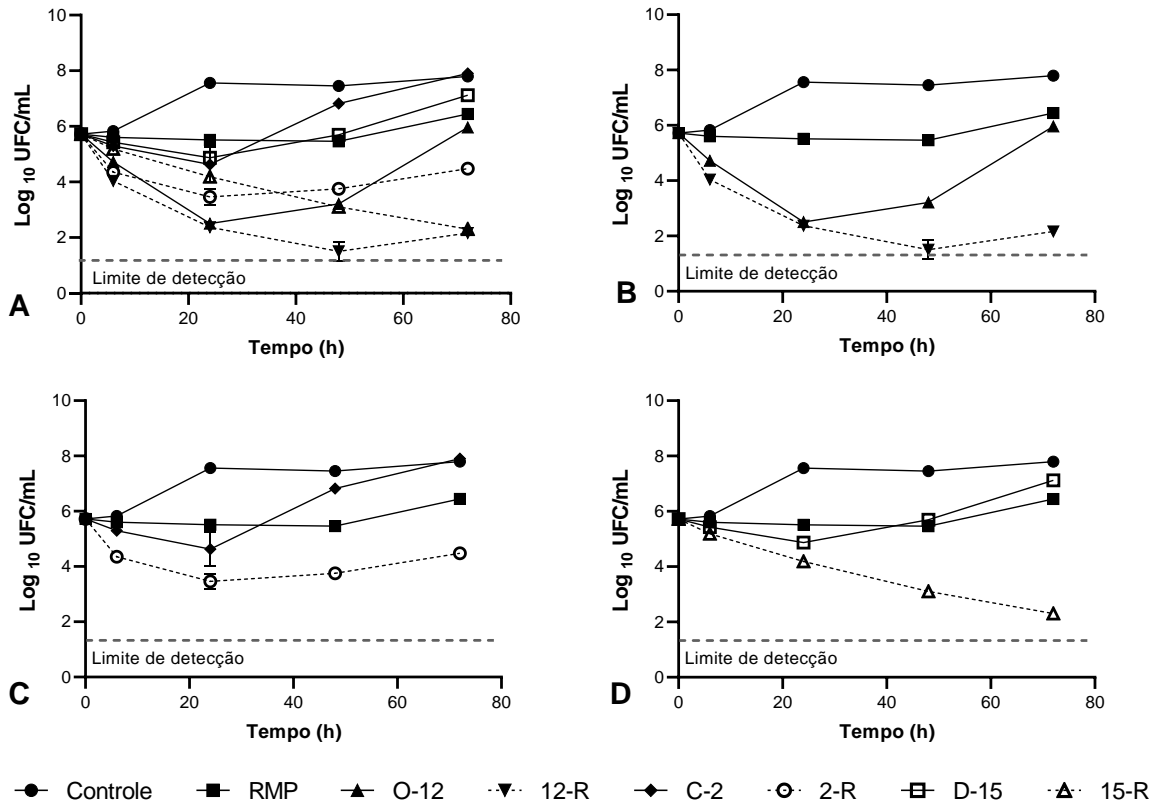 10
8
6
4
2
0
Log 10 UFC/mL
Limite de detecção
0 20 40 60 80
Tempo (h)
A
10
8
6
4
2
0
Log 10 UFC/mL
Limite de detecção
0 20 40 60 80
Tempo (h)
B
10
8
6
4
2
0
Log 10 UFC/mL
Limite de detecção
0 20 40 60 80
Tempo (h)
C
10
8
6
4
2
0
Log 10 UFC/mL
Limite de detecção
0 20 40 60 80
Tempo (h)
D
Controle RMP O-12 12-R C-2 2-R D-15 15-R